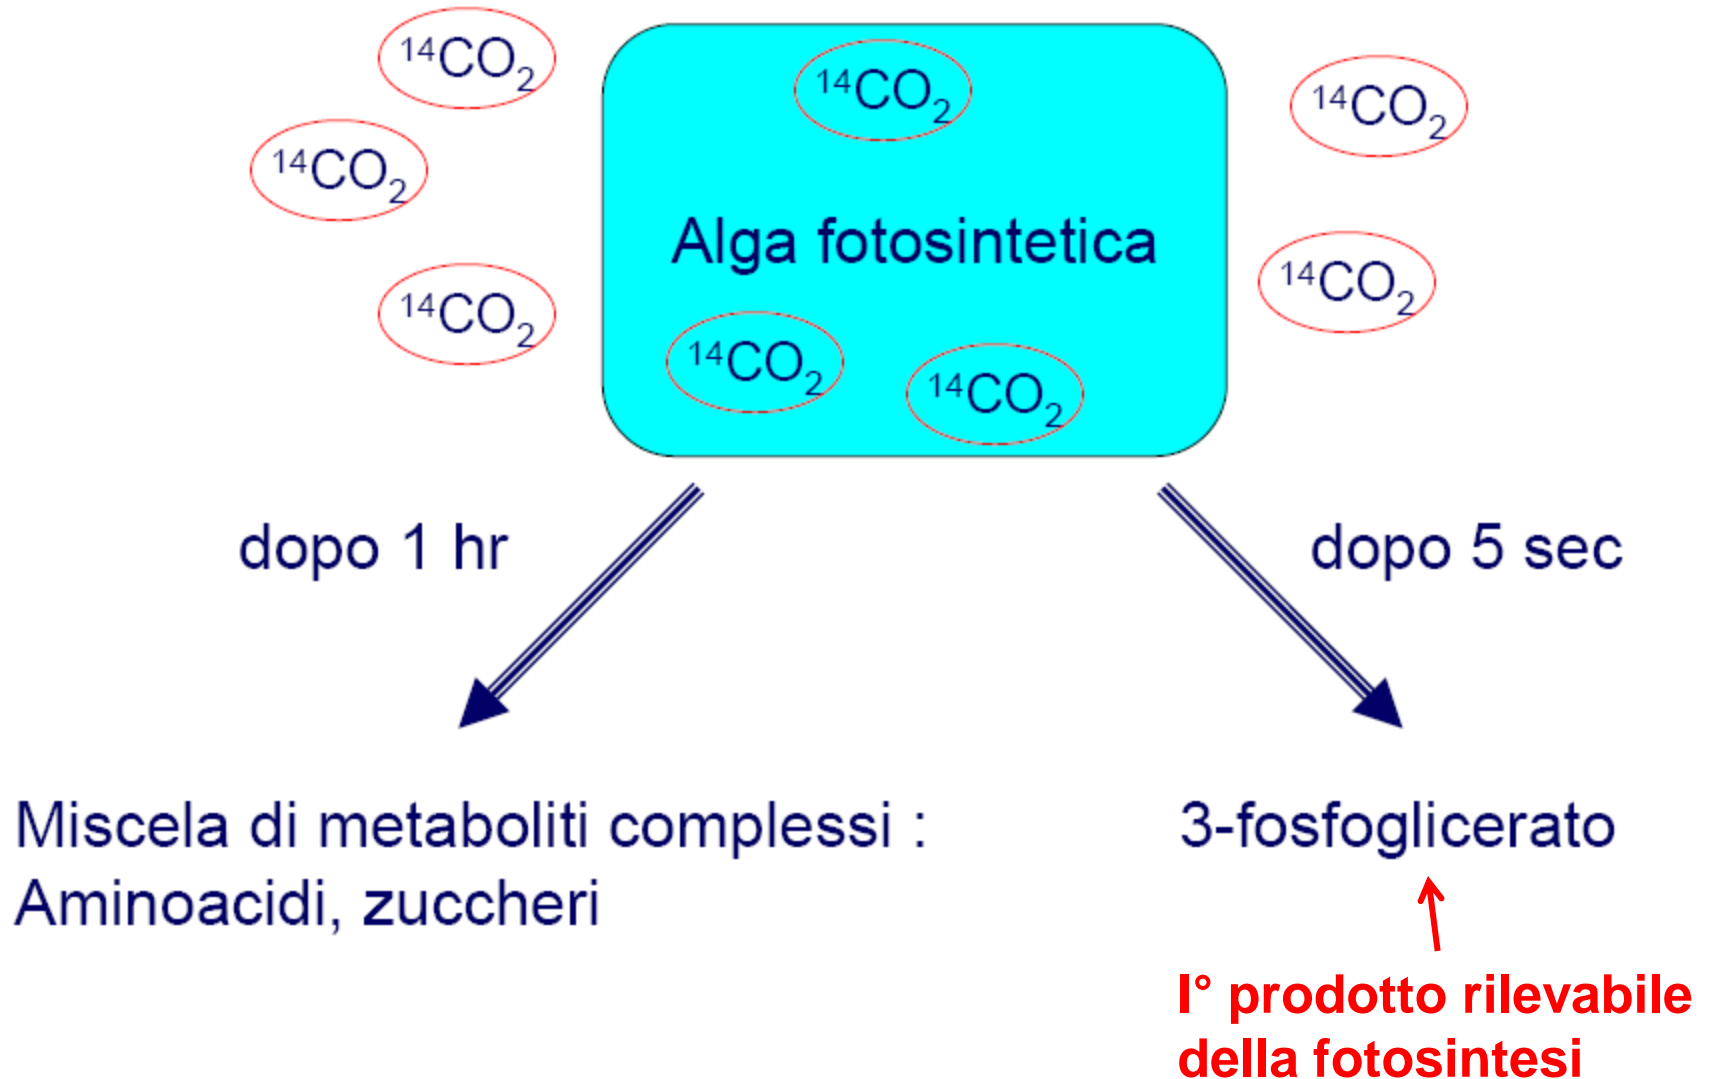 ¹⁴CO₂
¹⁴CO₂
¹⁴CO₂
¹⁴CO₂
¹⁴CO₂
Alga fotosintetica
¹⁴CO₂
¹⁴CO₂
¹⁴CO₂
¹⁴CO₂
dopo 1 hr
dopo 5 sec
Miscela di metaboliti complessi :
Aminoacidi, zuccheri
3-fosfoglicerato
I° prodotto rilevabile
della fotosintesi